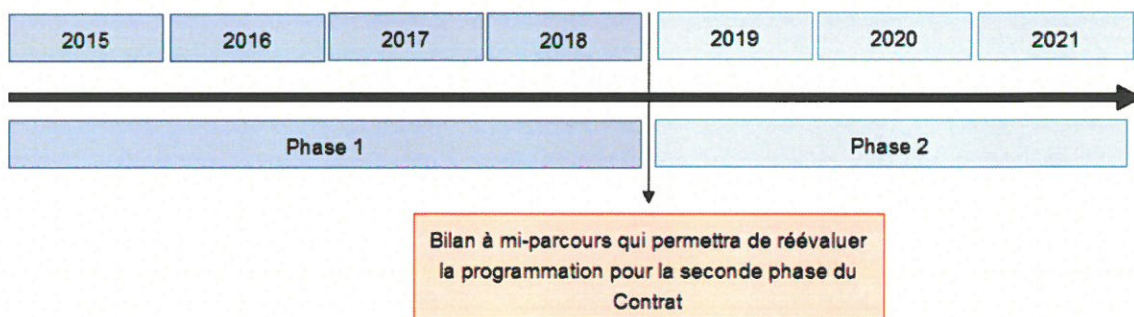 2015 2016 2017 2018 2019 2020 2021
Phase 1 Phase 2
Bilan à mi-parcours qui permettra de réévaluer
la programmation pour la seconde phase du
Contrat